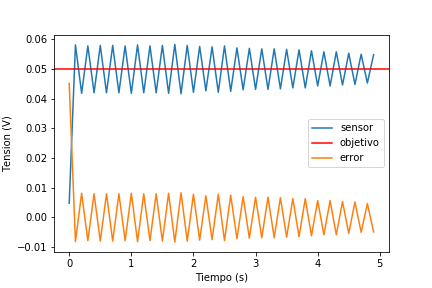 0.06
0.05
0.04
0.03
0.02
0.01
0.00
−0.01
Tension (V)
sensor
objetivo
error
0 1 2 3 4 5
Tiempo (s)